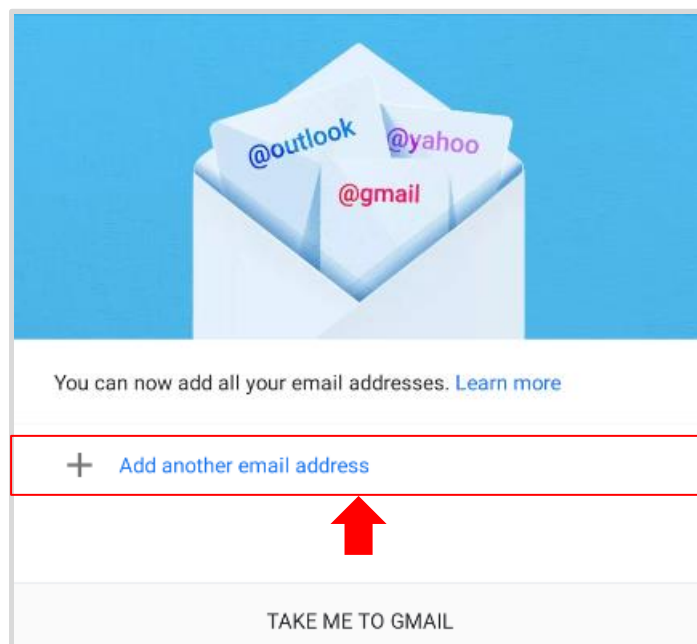 @outlook
@yahoo
@gmail
You can now add all your email addresses. Learn more
Add another email address
TAKE ME TO GMAIL